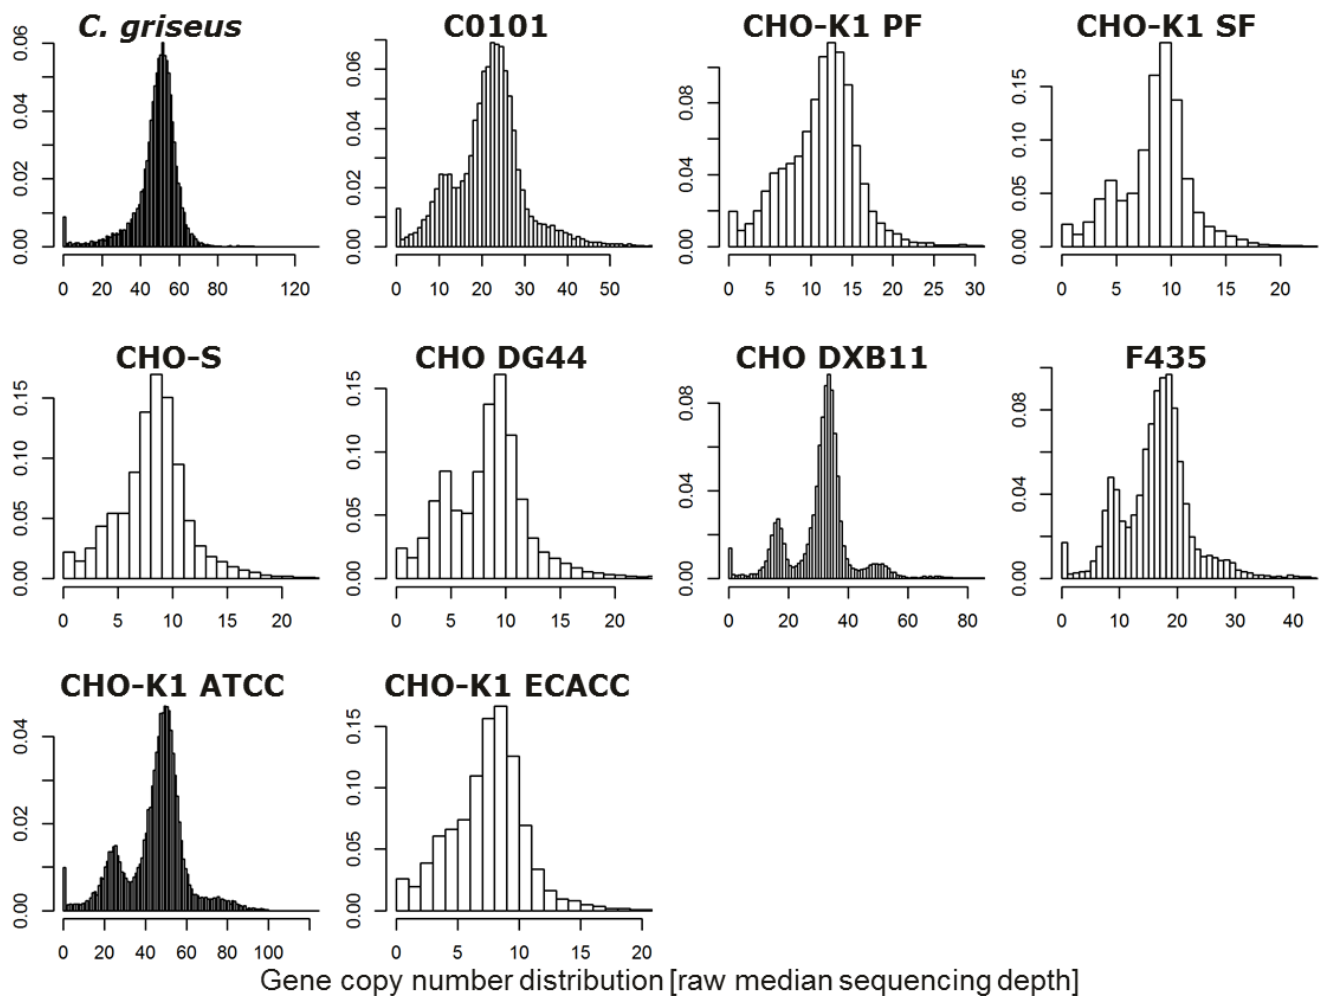 C. griseus
0.00 0.02 0.04 0.06
0 20 40 60 80 120
C0101
0.00 0.02 0.04 0.06
0 10 20 30 40 50
CHO-K1 PF
0.00 0.04 0.08
0 5 10 15 20 25 30
CHO-K1 SF
0.00 0.05 0.10 0.15
0 5 10 15 20
CHO-S
0.00 0.05 0.10 0.15
0 5 10 15 20
CHO DG44
0.00 0.05 0.10 0.15
0 5 10 15 20
CHO DXB11
0.00 0.04 0.08
0 20 40 60 80
F435
0.00 0.04 0.08
0 10 20 30 40
CHO-K1 ATCC
0.00 0.02 0.04
0 20 40 60 80 100
CHO-K1 ECACC
0.00 0.05 0.10 0.15
0 5 10 15 20
Gene copy number distribution [raw median sequencing depth]